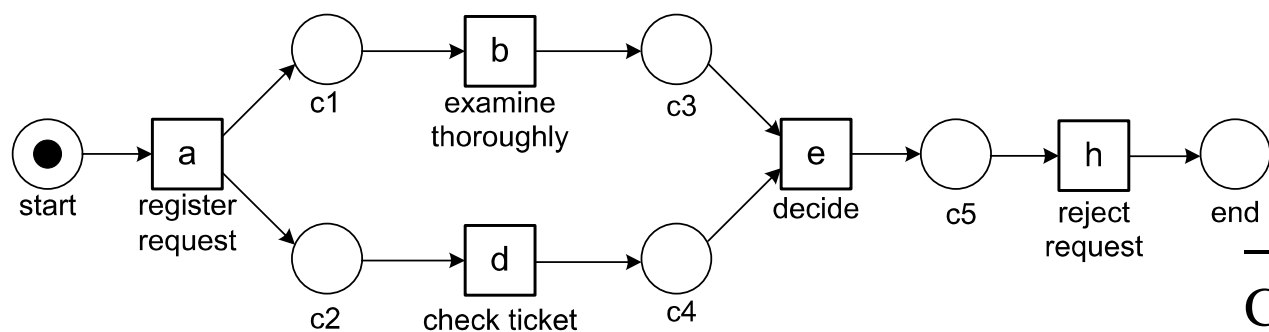 c1
b
examine
thoroughly
c3
start
a
register
request
e
decide
c5
h
reject
request
end
c2
d
check ticket
c4